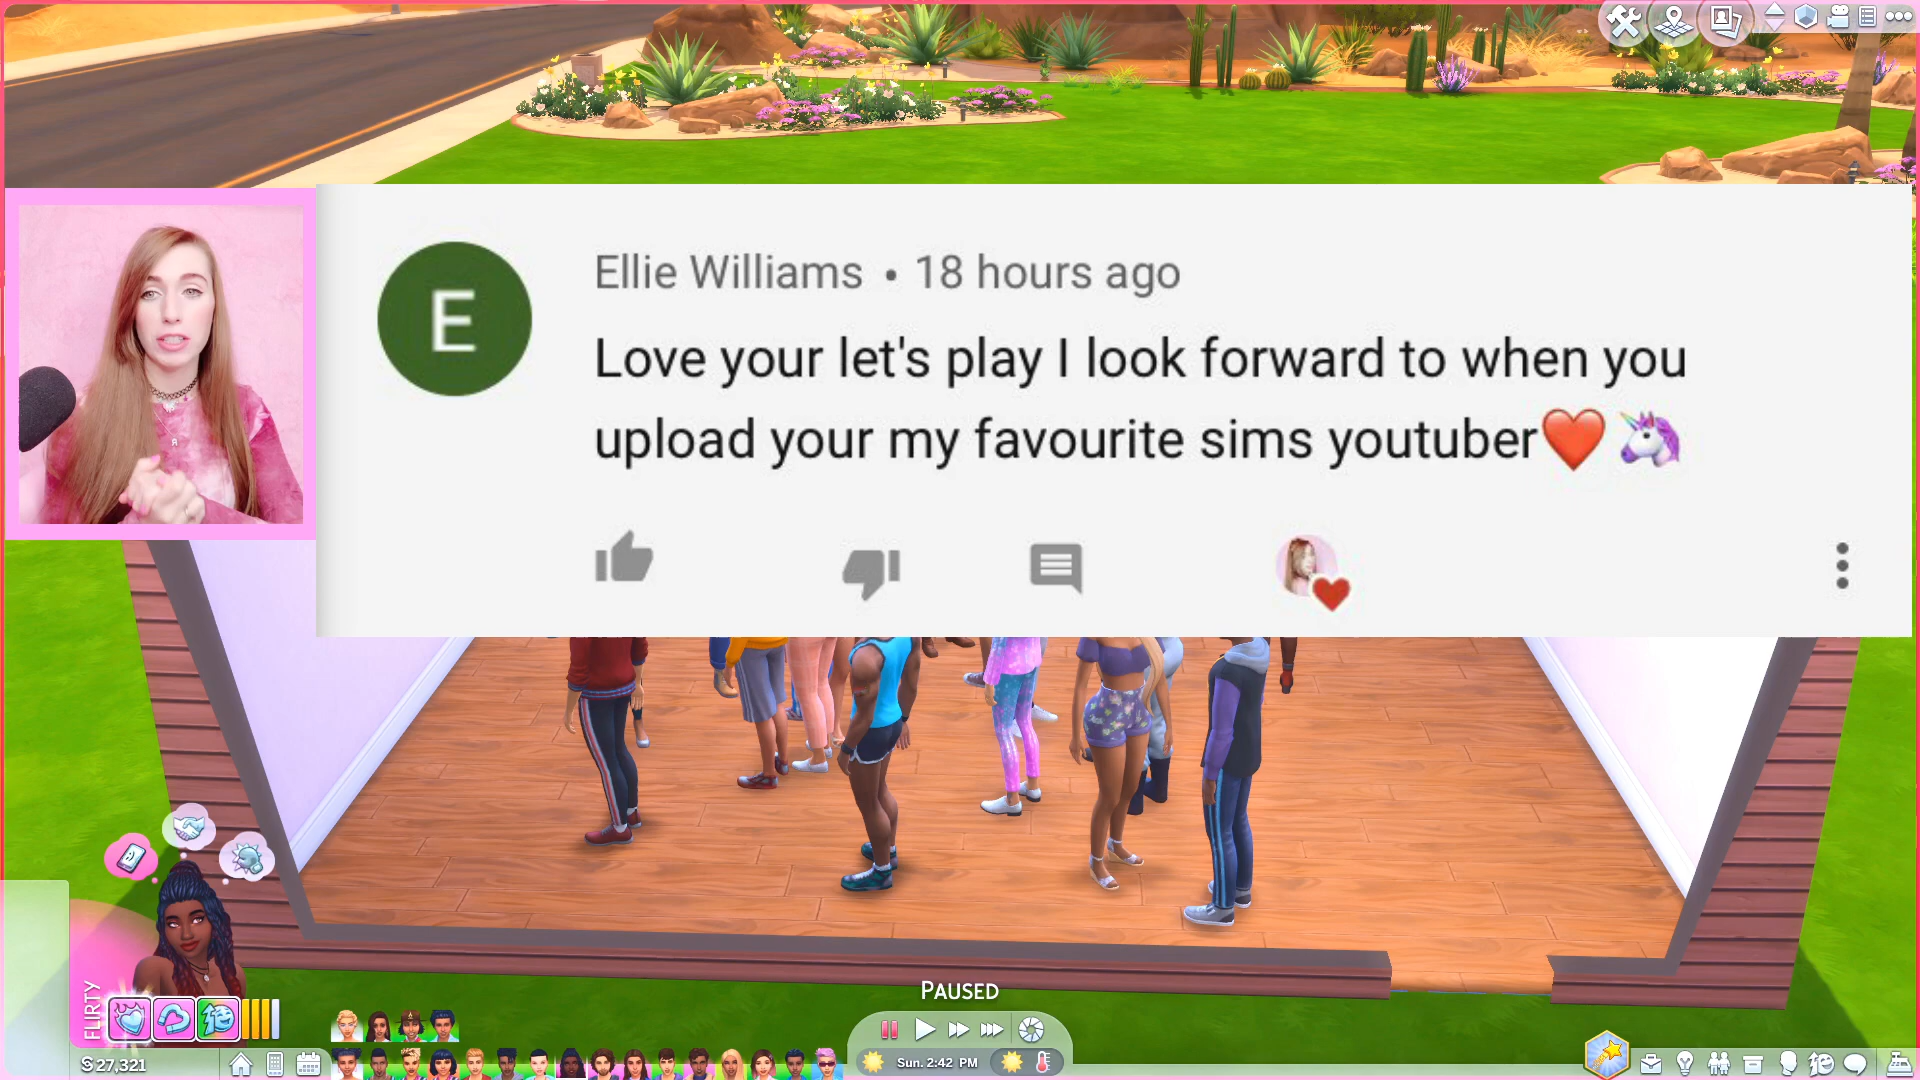 Ellie Williams • 18 hours ago
E
Love your let's play I look forward to when you
upload your my favourite sims youtuber❤️🦄
PAUSED
FLIRTY
§27,321
Sun. 2:42 PM